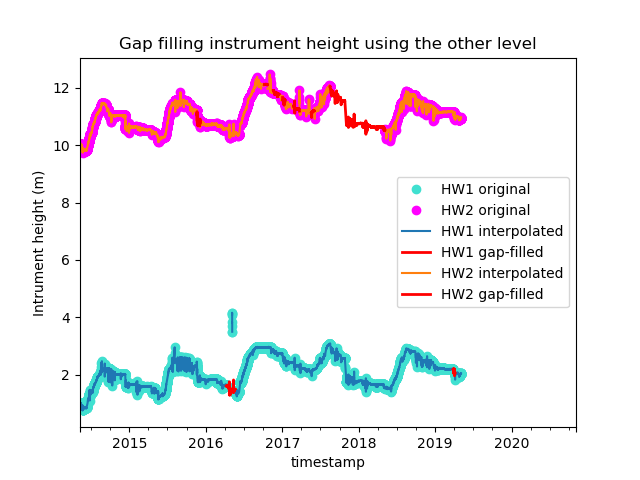 Gap filling instrument height using the other level
Intrument height (m)
12
10
8
6
4
2
HW1 original
HW2 original
HW1 interpolated
HW1 gap-filled
HW2 interpolated
HW2 gap-filled
2015 2016 2017 2018 2019 2020
timestamp